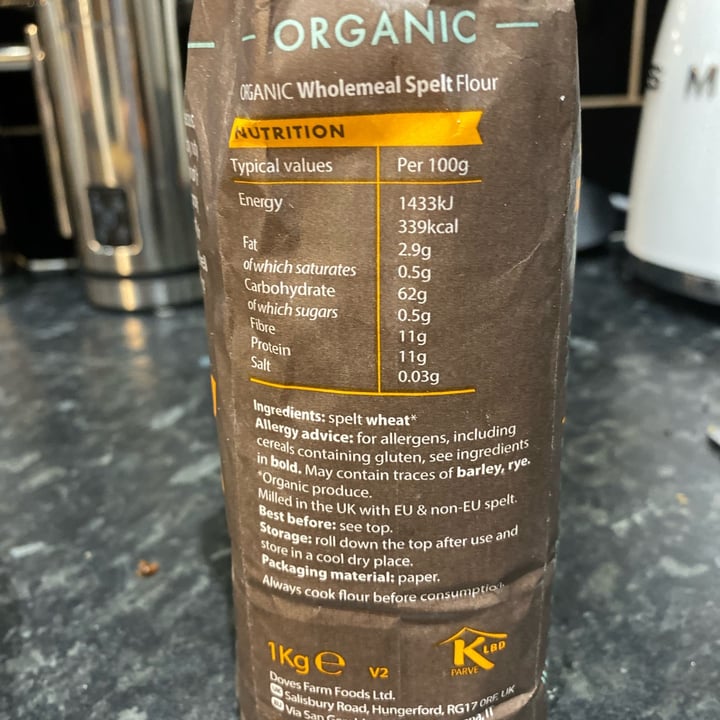 ORGANIC
ORGANIC Wholemeal Spelt Flour
NUTRITION
Typical values Per 100g
Energy 1433kJ
339kcal
Fat 2.9g
of which saturates 0.5g
Carbohydrate 62g
of which sugars 0.5g
Fibre 11g
Protein 11g
Salt 0.03g
Ingredients: spelt wheat*
Allergy advice: for allergens, including
cereals containing gluten, see ingredients
in bold. May contain traces of barley, rye.
*Organic produce.
Milled in the UK with EU & non-EU spelt.
Best before: see top.
Storage: roll down the top after use and
store in a cool dry place.
Packaging material: paper.
Always cook flour before consumption.
1Kg e V2
K LBD
PARVE
Doves Farm Foods Ltd.
Salisbury Road, Hungerford, RG17 0RF, UK
Via San
S M